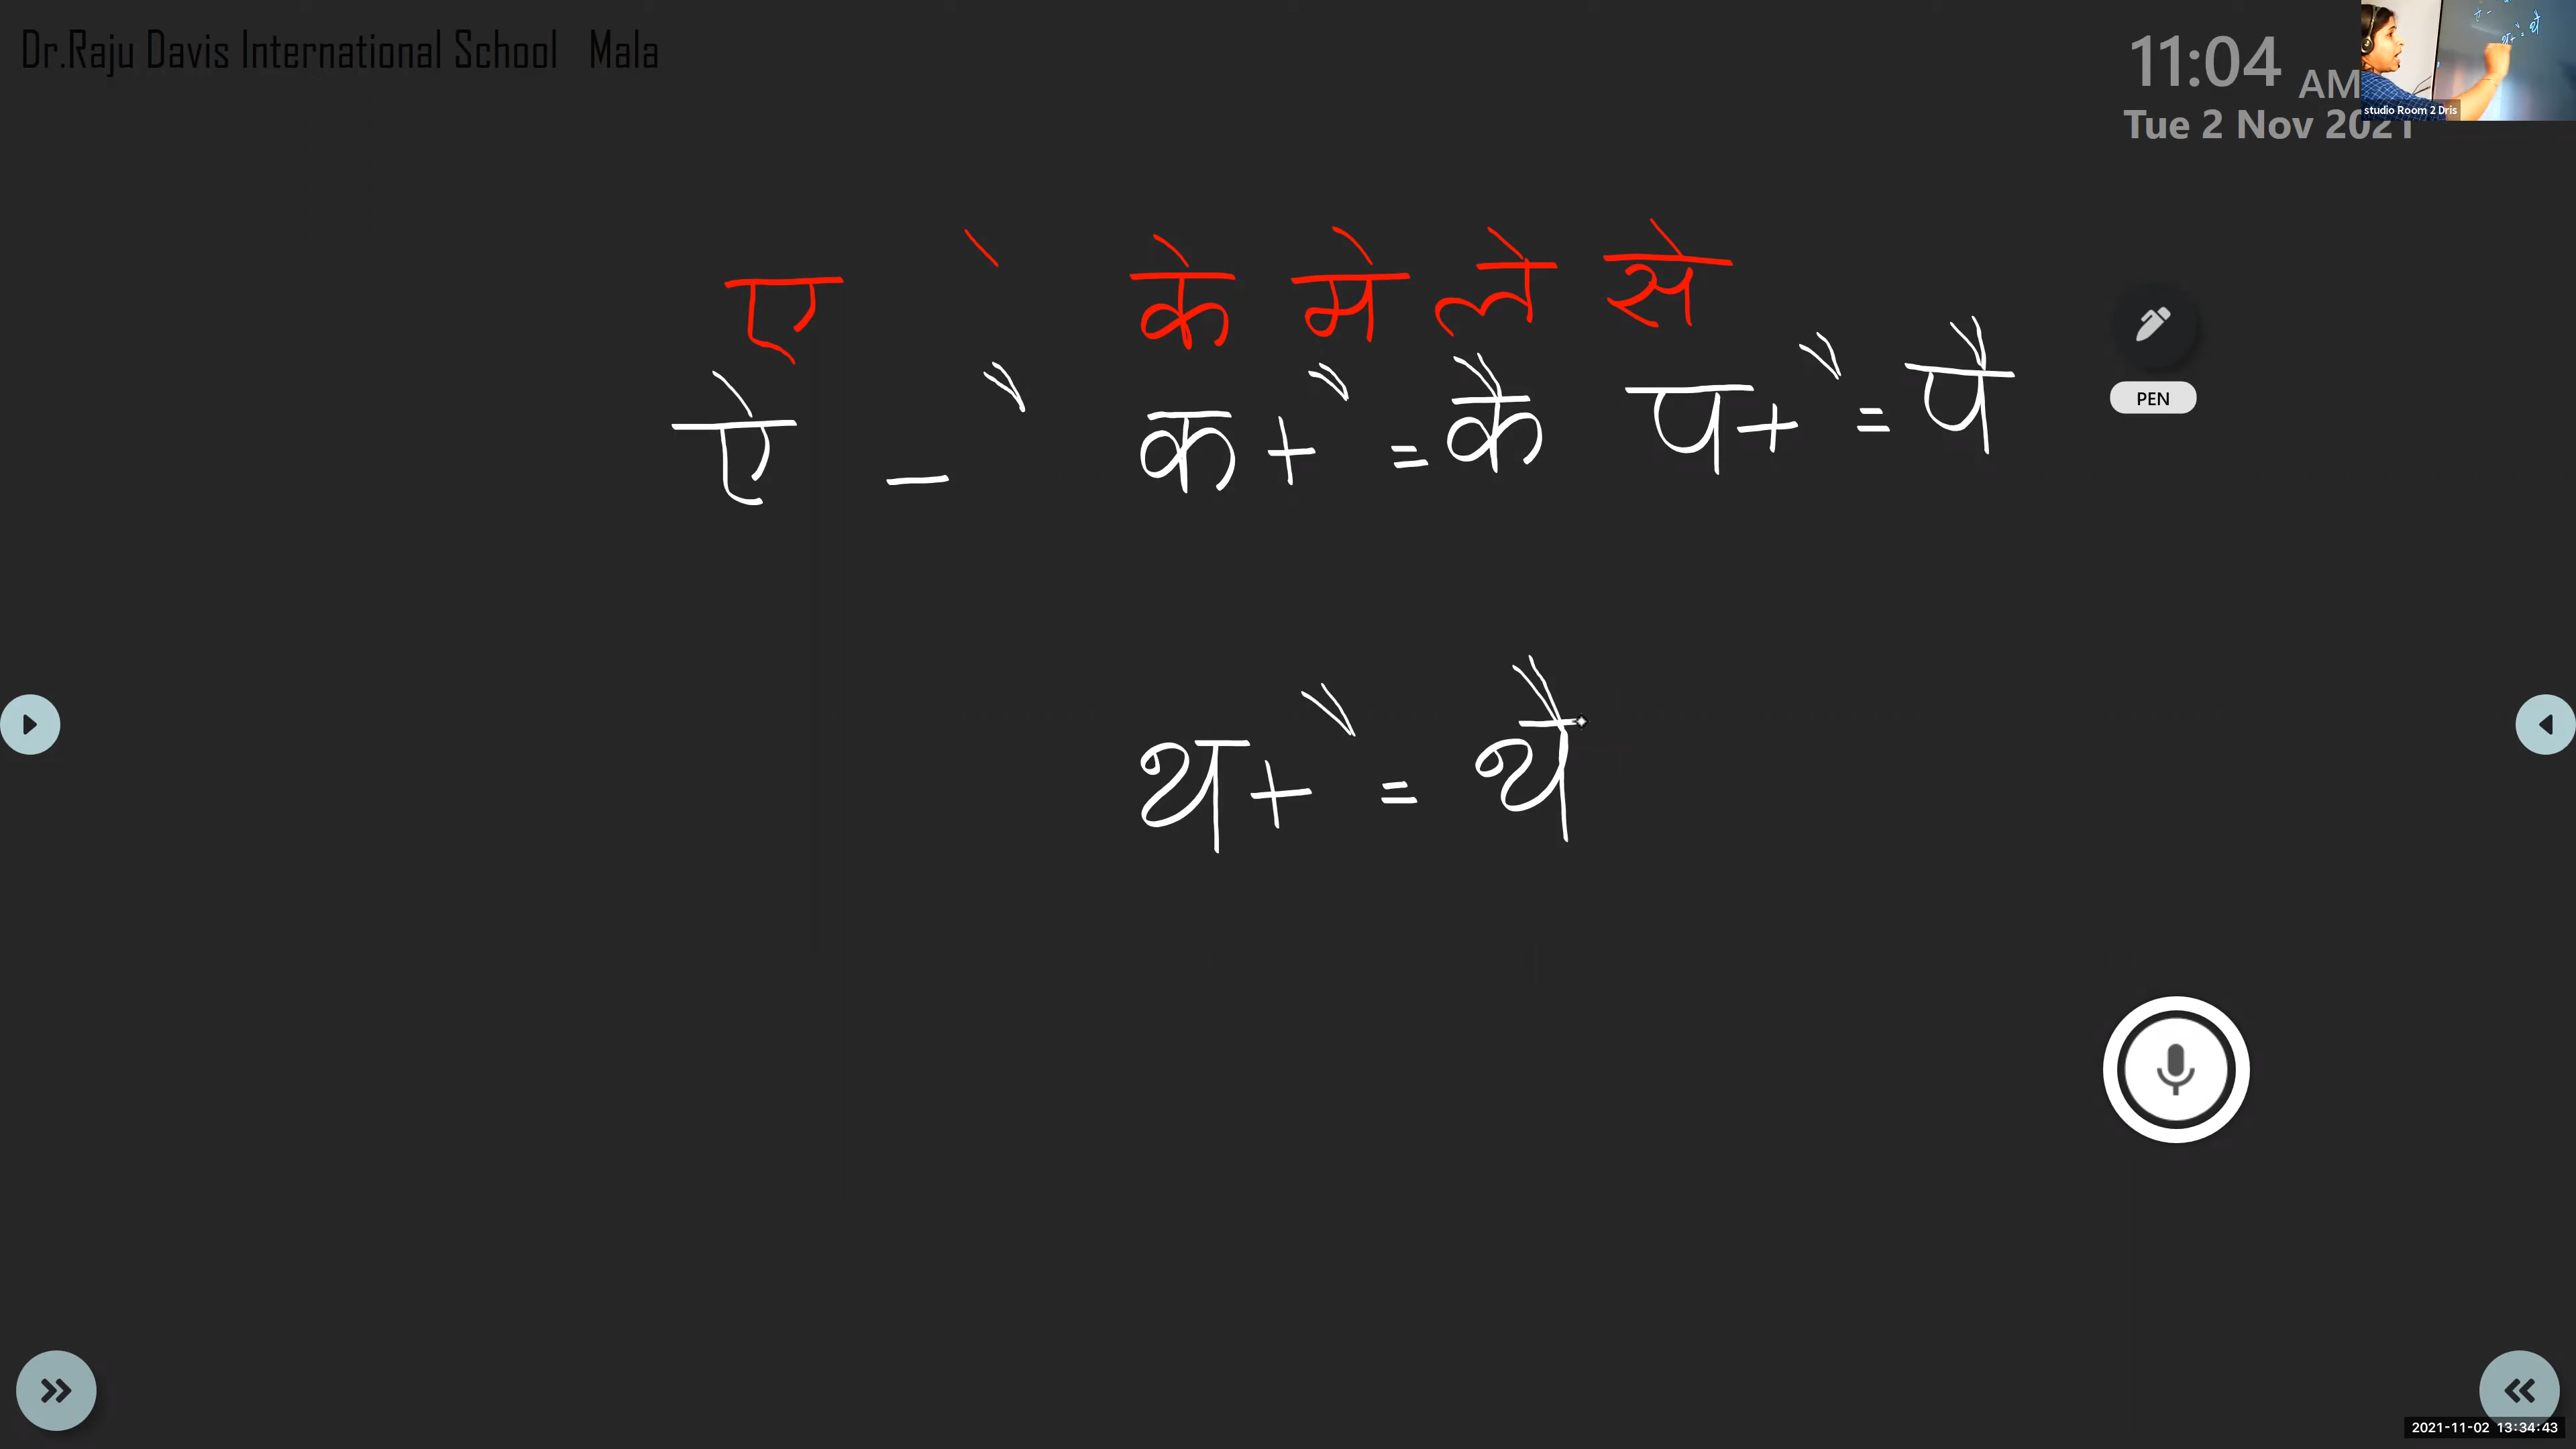 Dr.Raju Davis International School Mala
11:04 AM
Tue 2 Nov 2021
studio Room 2 Dris
ए े के मे ले से
ऐ - ै क + ै = कै प + ै = पै
PEN
थ + ै = थै
2021-11-02 13:34:43